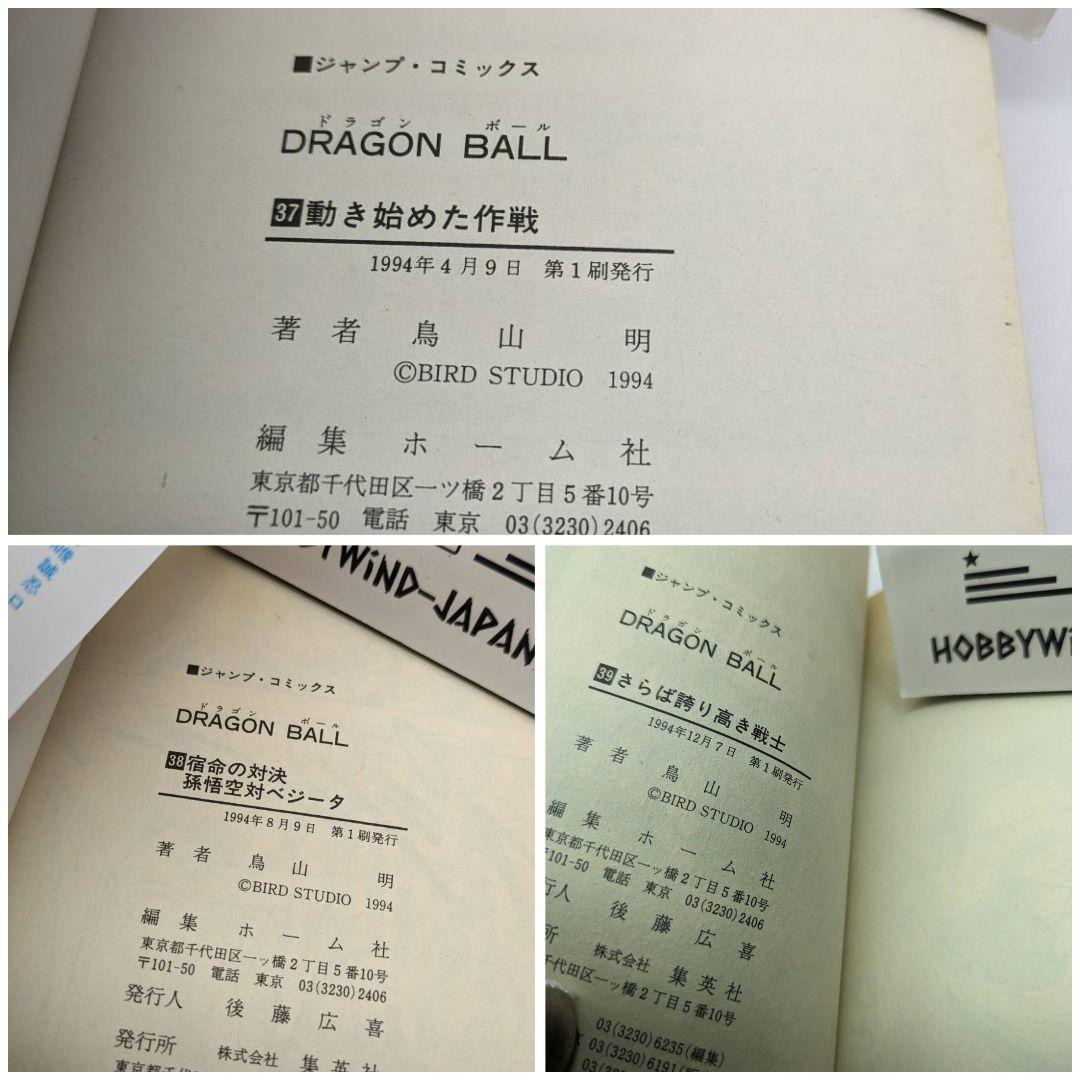 ■ジャンプ・コミックス
ドラゴン ボール
DRAGON BALL
37動き始めた作戦
1994年4月9日 第1刷発行
著者 鳥山 明
©BIRD STUDIO 1994
編集 ホーム社
東京都千代田区一ツ橋2丁目5番10号
〒101-50 電話 東京 03(3230)2406
WIND-JAPAN
■ジャンプ・コミックス
ドラゴン ボール
DRAGON BALL
38宿命の対決
孫悟空対ベジータ
1994年8月9日 第1刷発行
著者 鳥山 明
©BIRD STUDIO 1994
編集 ホーム社
東京都千代田区一ツ橋2丁目5番10号
〒101-50 電話 東京 03(3230)2406
発行人 後藤広喜
発行所 株式会社 集英社
HOBBYWi
■ジャンプ・コミックス
ドラゴン ボール
DRAGON BALL
39さらば誇り高き戦士
1994年12月7日 第1刷発行
著者 鳥山 明
©BIRD STUDIO 1994
編集 ホーム社
東京都千代田区一ツ橋2丁目5番10号
101-50 電話 東京 03(3230)2406
行人 後藤広喜
所 株式会社 集英社
千代田区一ツ橋2丁目5番10号
03(3230)6235(編集)
03(3230)6191